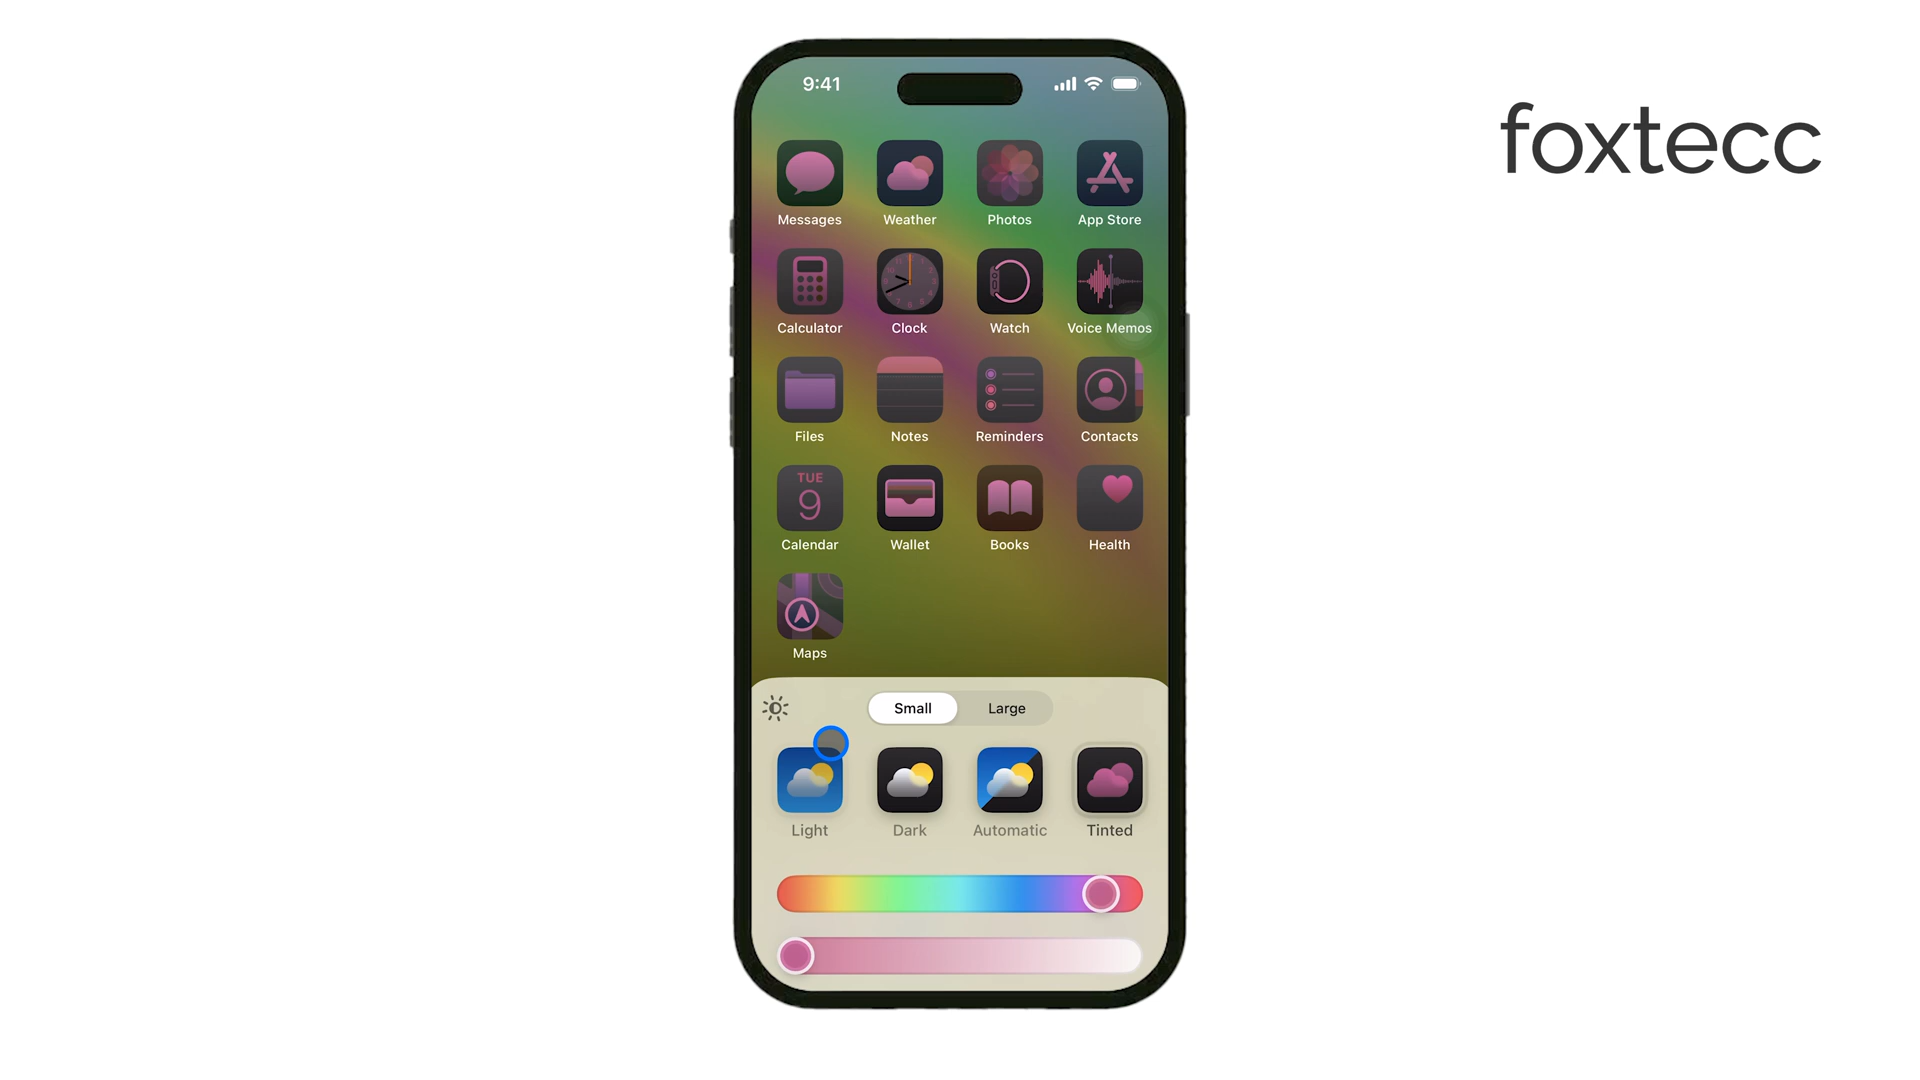 foxtecc
9:41
Messages
Weather
Photos
App Store
Calculator
Clock
Watch
Voice Memos
Files
Notes
Reminders
Contacts
TUE
9
Calendar
Wallet
Books
Health
Maps
Small
Large
Light
Dark
Automatic
Tinted